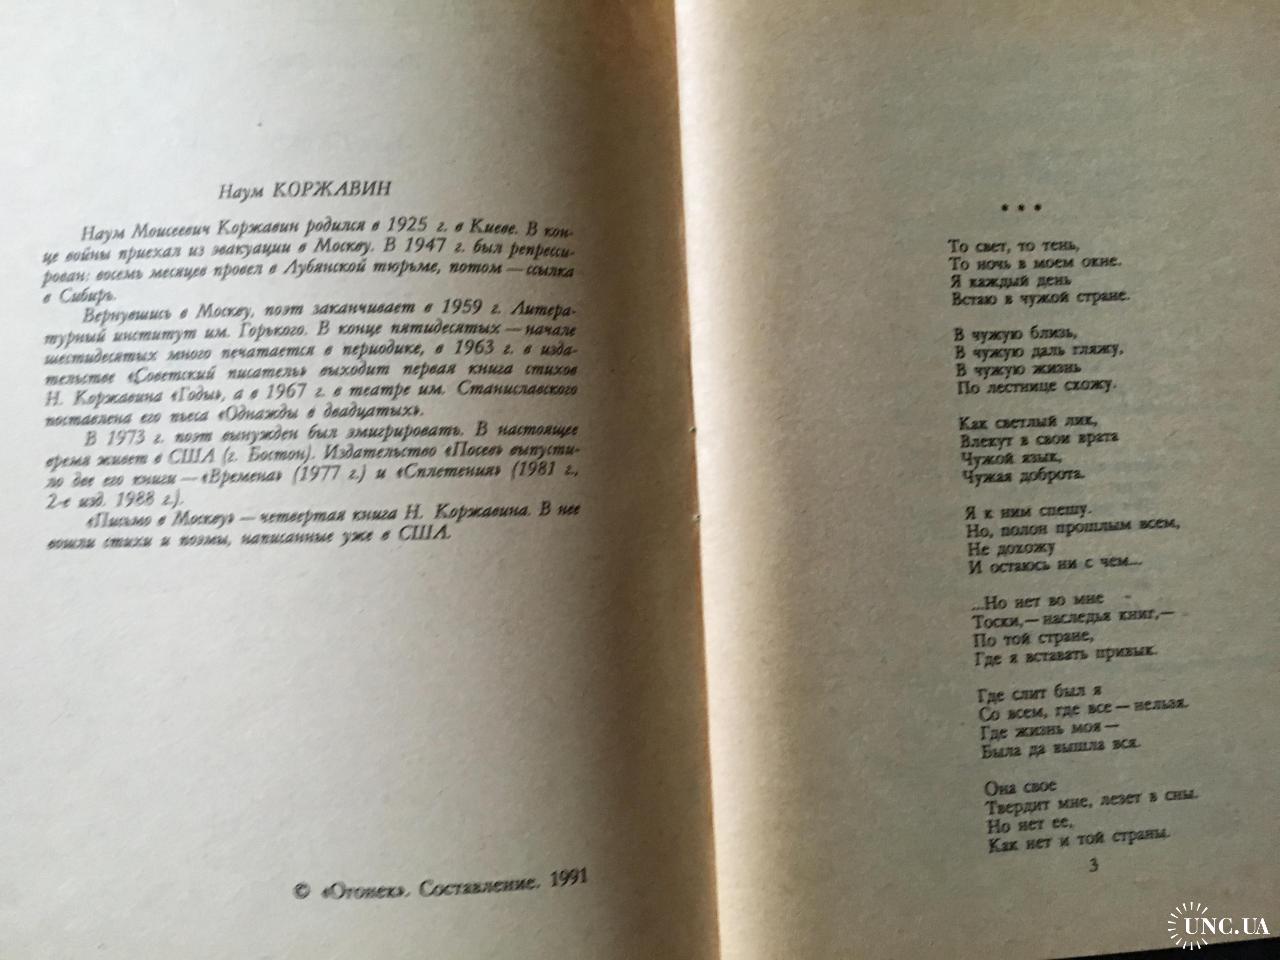 Наум КОРЖАВИН
Наум Моисеевич Коржавин родился в 1925 г. в Киеве. В кон-
це войны приехал из эвакуации в Москву. В 1947 г. был репресси-
рован: восемь месяцев провел в Лубянской тюрьме, потом — ссылка
в Сибирь.
Вернувшись в Москву, поэт заканчивает в 1959 г. Литера-
турный институт им. Горького. В конце пятидесятых — начале
шестидесятых много печатается в периодике, в 1963 г. в изда-
тельстве «Советский писатель» выходит первая книга стихов
Н. Коржавина «Годы», а в 1967 г. в театре им. Станиславского
поставлена его пьеса «Однажды в двадцатых».
В 1973 г. поэт вынужден был эмигрировать. В настоящее
время живет в США (г. Бостон). Издательство «Посев» выпусти-
ло две его книги — «Времена» (1977 г.) и «Сплетения» (1981 г.,
2-е изд. 1988 г.).
«Письмо в Москву» — четвертая книга Н. Коржавина. В нее
вошли стихи и поэмы, написанные уже в США.
© «Огонек». Составление. 1991
* * *
То свет, то тень,
То ночь в моем окне.
Я каждый день
Встаю в чужой стране.
В чужую близь,
В чужую даль гляжу,
В чужую жизнь
По лестнице схожу.
Как светлый лик,
Влекут в свои врата
Чужой язык,
Чужая доброта.
Я к ним спешу.
Но, полон прошлым всем,
Не дохожу
И остаюсь ни с чем...
...Но нет во мне
Тоски,— наследья книг,—
По той стране,
Где я вставать привык.
Где слит был я
Со всем, где все — нельзя.
Где жизнь моя —
Была да вышла вся.
Она свое
Твердит мне, лезет в сны.
Но нет ее,
Как нет и той страны.
3
UNC.UA